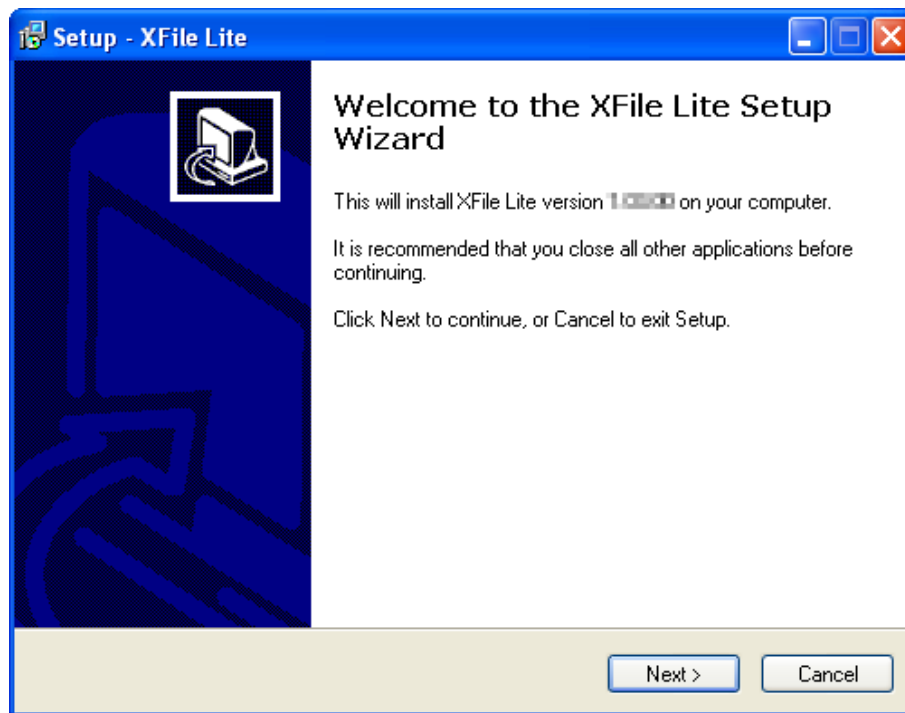 Setup - XFile Lite
Welcome to the XFile Lite Setup
Wizard
This will install XFile Lite version on your computer.
It is recommended that you close all other applications before
continuing.
Click Next to continue, or Cancel to exit Setup.
Next >
Cancel